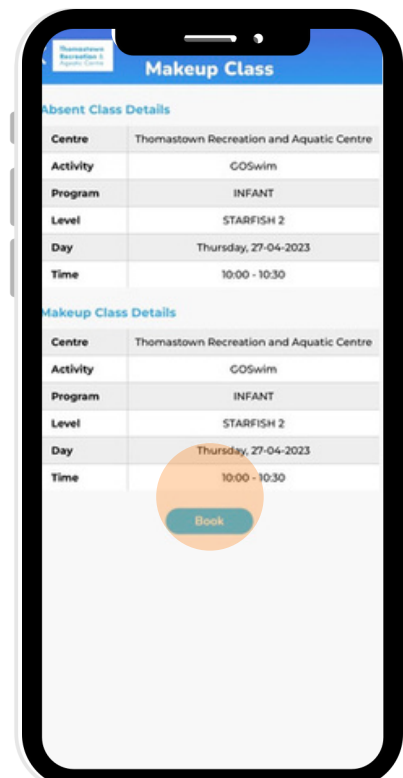 Thomastown
Recreation &
Aquatic Centre
Makeup Class
Absent Class Details
Centre Thomastown Recreation and Aquatic Centre
Activity GOSwim
Program INFANT
Level STARFISH 2
Day Thursday, 27-04-2023
Time 10:00 - 10:30
Makeup Class Details
Centre Thomastown Recreation and Aquatic Centre
Activity GOSwim
Program INFANT
Level STARFISH 2
Day Thursday, 27-04-2023
Time 10:00 - 10:30
Book